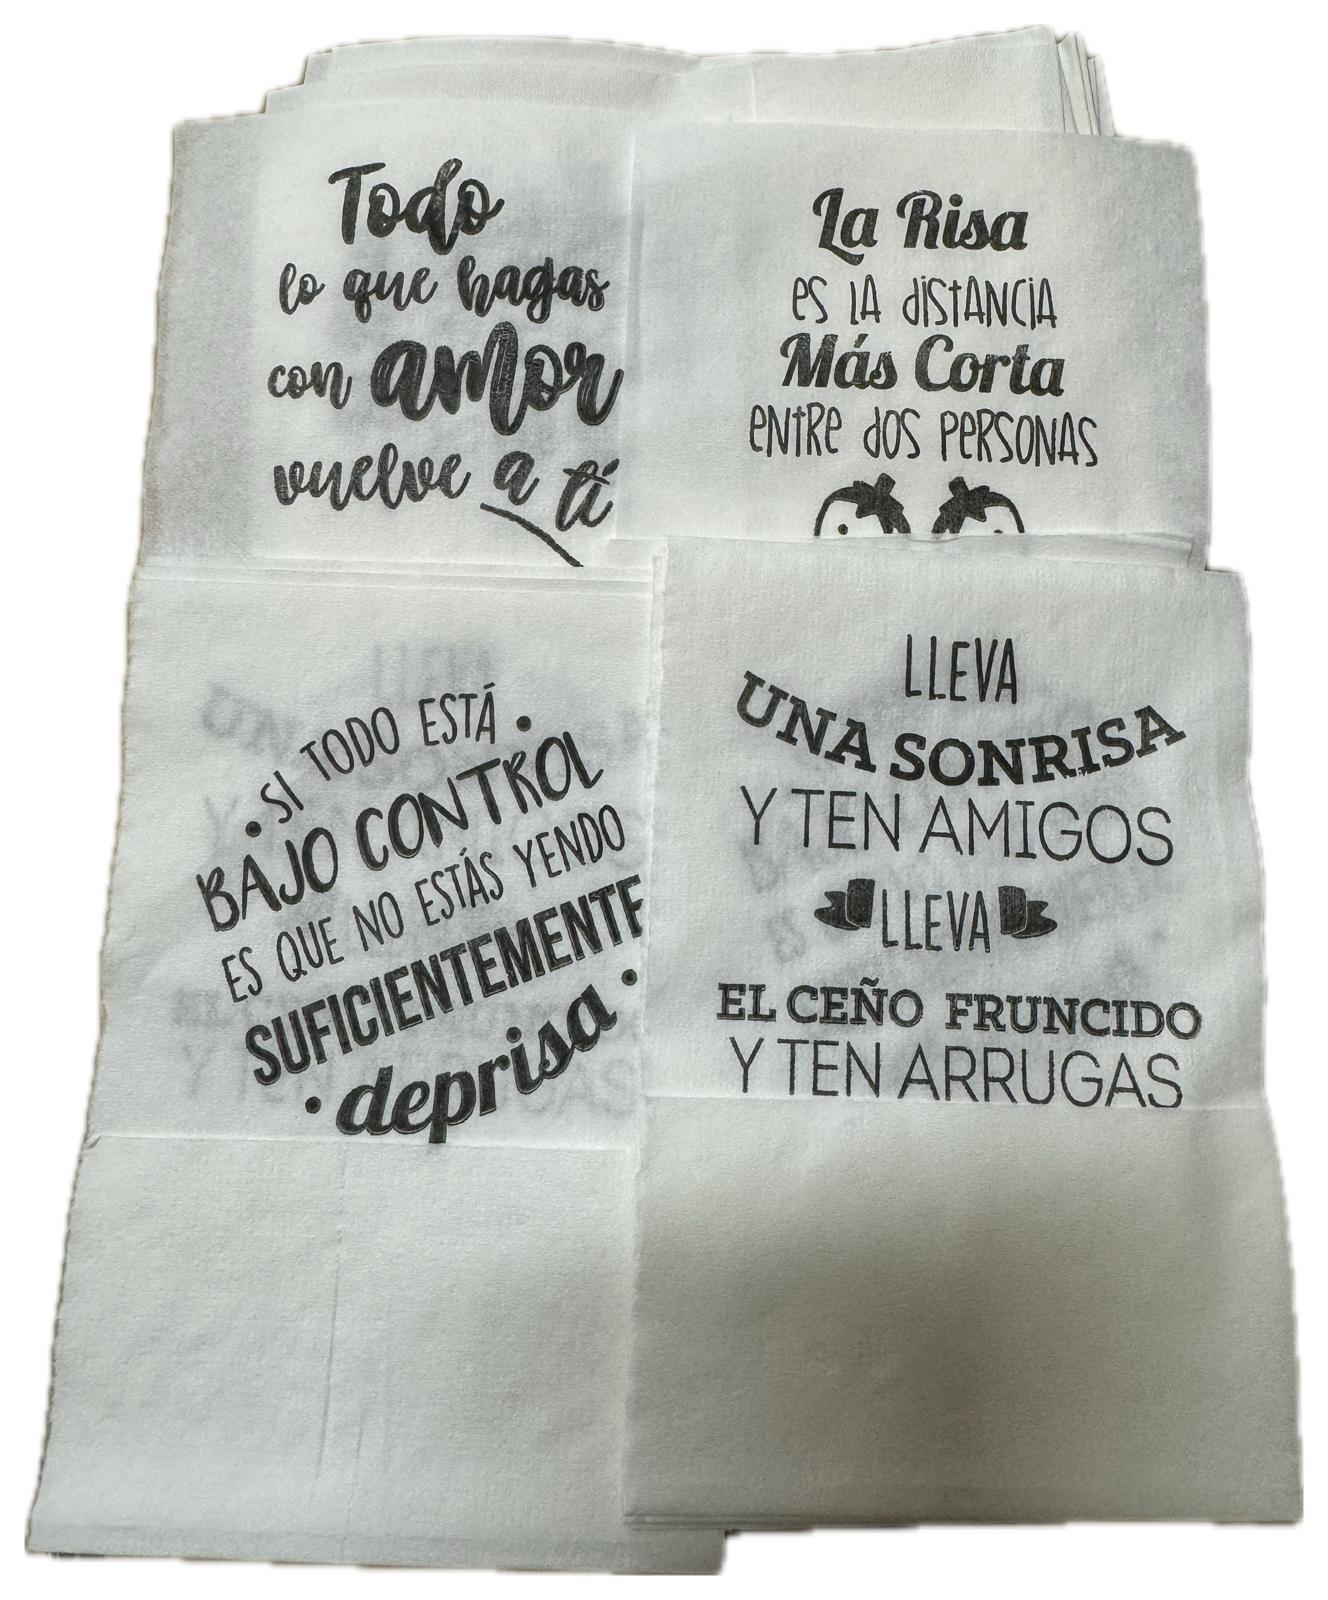 Todo
lo que hagas
con amor
vuelve a ti
La Risa
es la distancia
Más Corta
entre dos personas
• SI TODO ESTÁ •
BAJO CONTROL
ES QUE NO ESTÁS YENDO
SUFICIENTEMENTE
• deprisa •
LLEVA
UNA SONRISA
Y TEN AMIGOS
LLEVA
EL CEÑO FRUNCIDO
Y TEN ARRUGAS